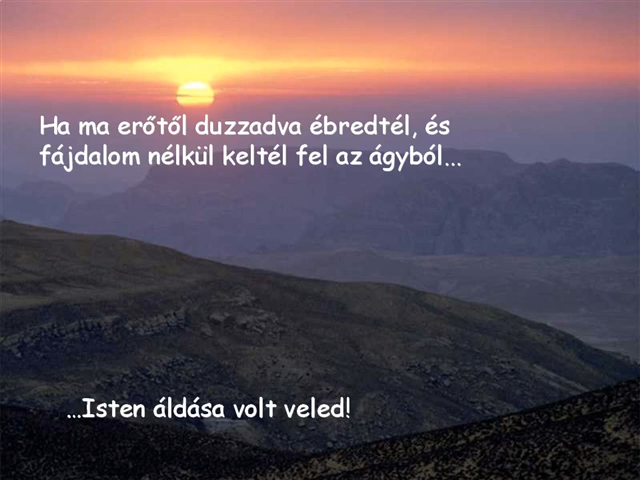 Ha ma erőtől duzzadva ébredtél, és
fájdalom nélkül keltél fel az ágyból...
...Isten áldása volt veled!